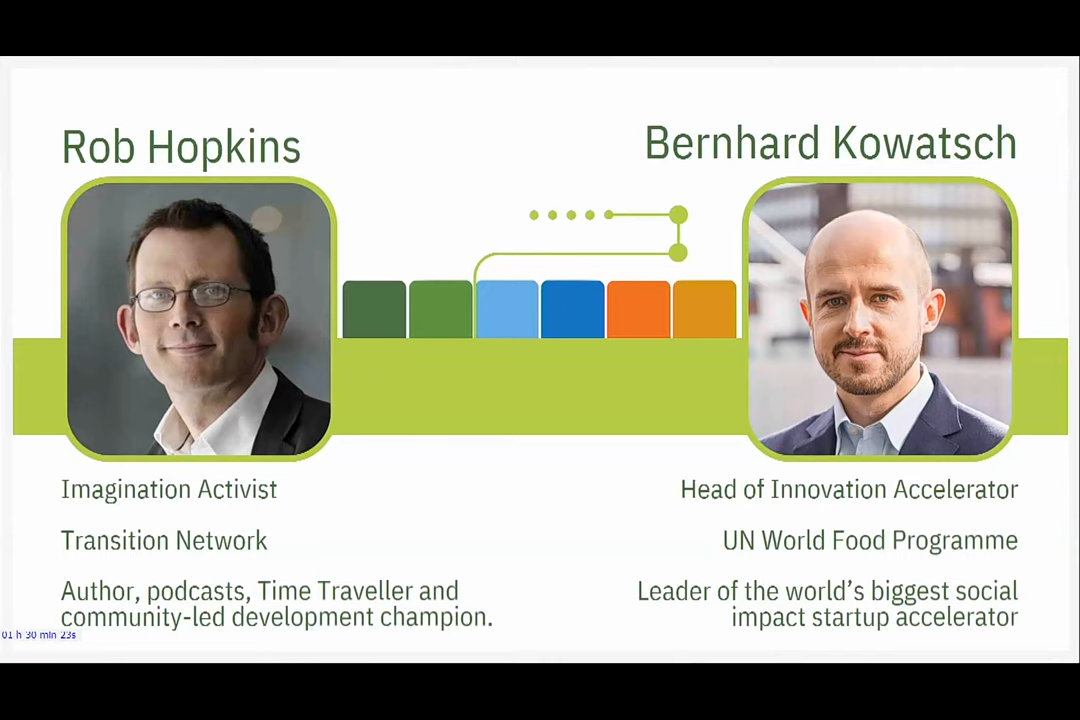 Rob Hopkins
Bernhard Kowatsch
Imagination Activist
Transition Network
Author, podcasts, Time Traveller and
community-led development champion.
Head of Innovation Accelerator
UN World Food Programme
Leader of the world's biggest social
impact startup accelerator
01 h 30 min 23s